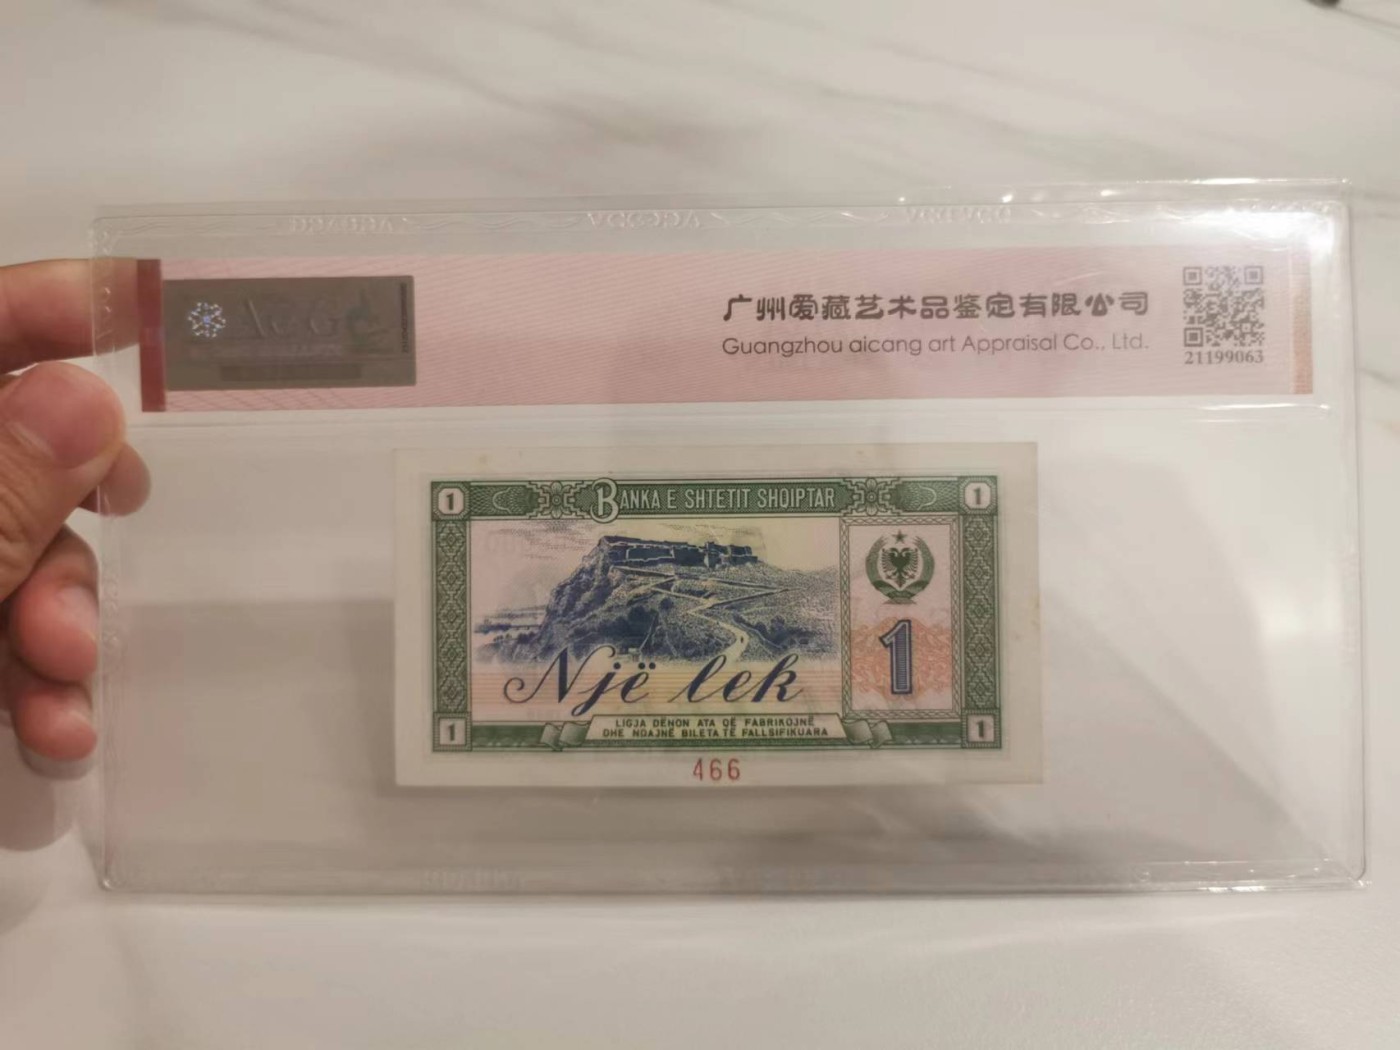 广州爱藏艺术品鉴定有限公司
Guangzhou aicang art Appraisal Co., Ltd.
21199063
1
BANKA E SHTETIT SHQIPTAR
1
1
Një lek
LIGJA DËNON ATA QË FABRIKOJNË
DHE NDAJNË BILETA TË FALLSIFIKUARA
1
1
466